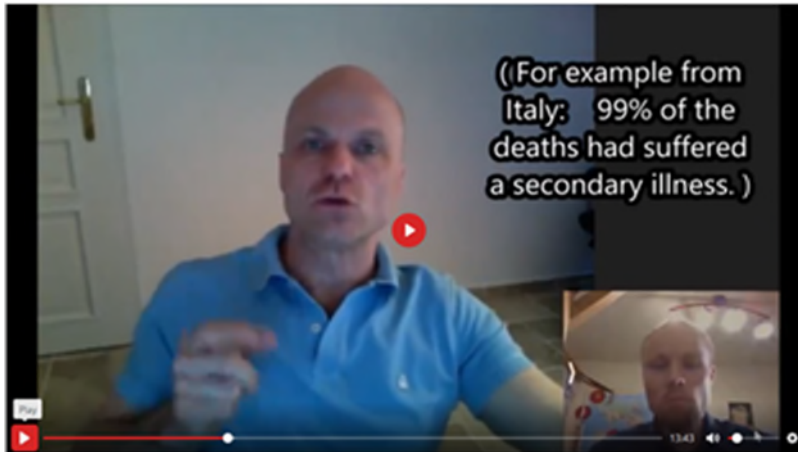 ( For example from
Italy: 99% of the
deaths had suffered
a secondary illness. )
Play
13:43